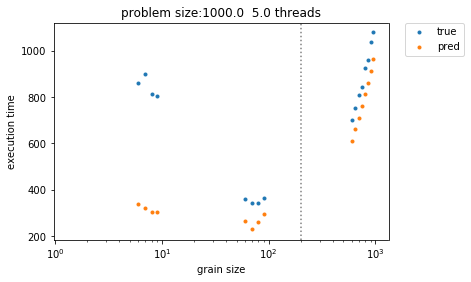 problem size:1000.0  5.0 threads
true
pred
execution time
1000
800
600
400
200
10^0
10^1
10^2
10^3
grain size